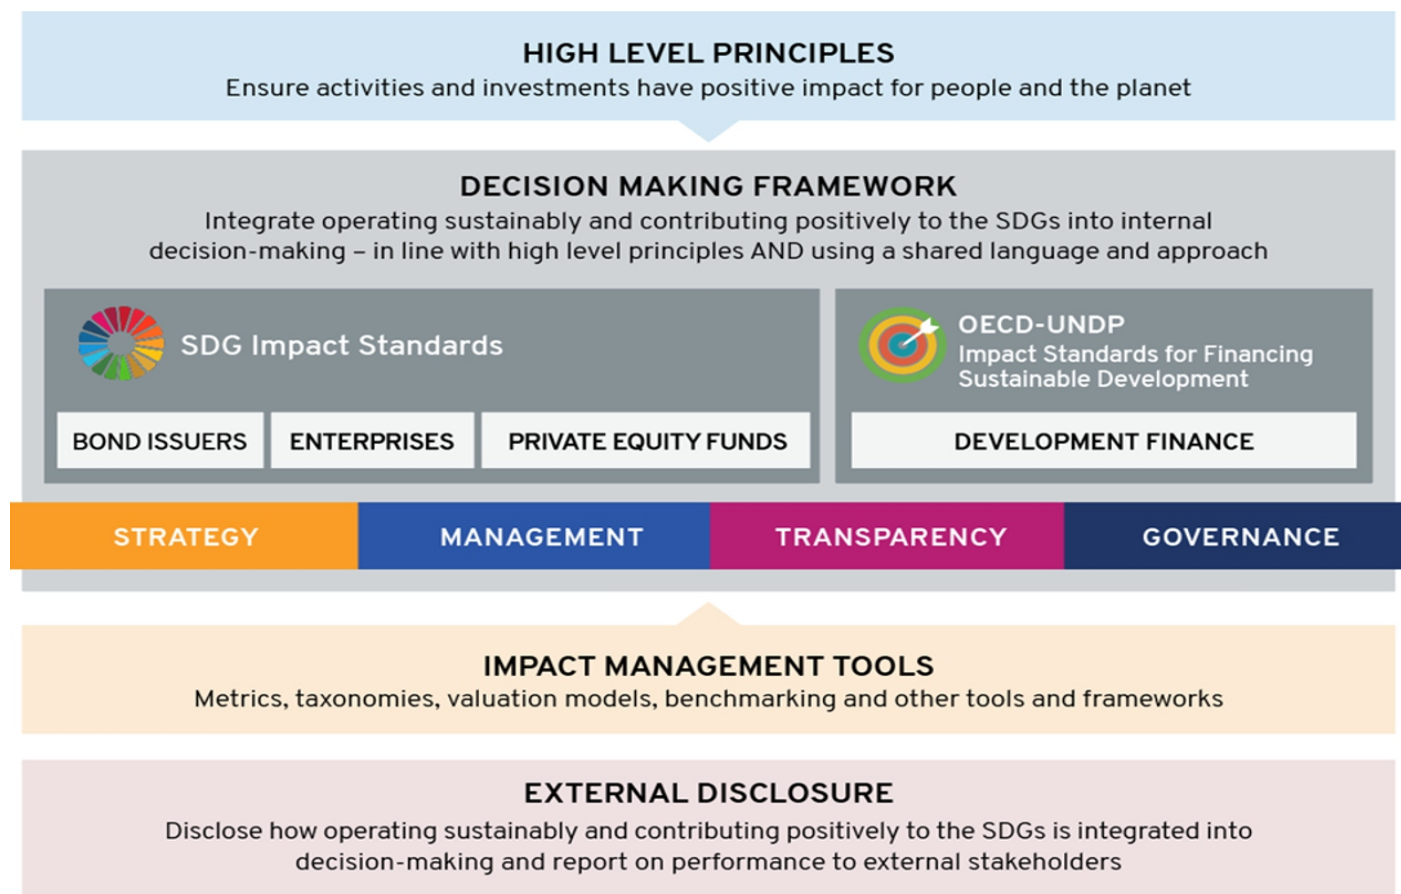 HIGH LEVEL PRINCIPLES
Ensure activities and investments have positive impact for people and the planet
DECISION MAKING FRAMEWORK
Integrate operating sustainably and contributing positively to the SDGs into internal
decision-making – in line with high level principles AND using a shared language and approach
SDG Impact Standards
BOND ISSUERS
ENTERPRISES
PRIVATE EQUITY FUNDS
OECD-UNDP
Impact Standards for Financing
Sustainable Development
DEVELOPMENT FINANCE
STRATEGY
MANAGEMENT
TRANSPARENCY
GOVERNANCE
IMPACT MANAGEMENT TOOLS
Metrics, taxonomies, valuation models, benchmarking and other tools and frameworks
EXTERNAL DISCLOSURE
Disclose how operating sustainably and contributing positively to the SDGs is integrated into
decision-making and report on performance to external stakeholders